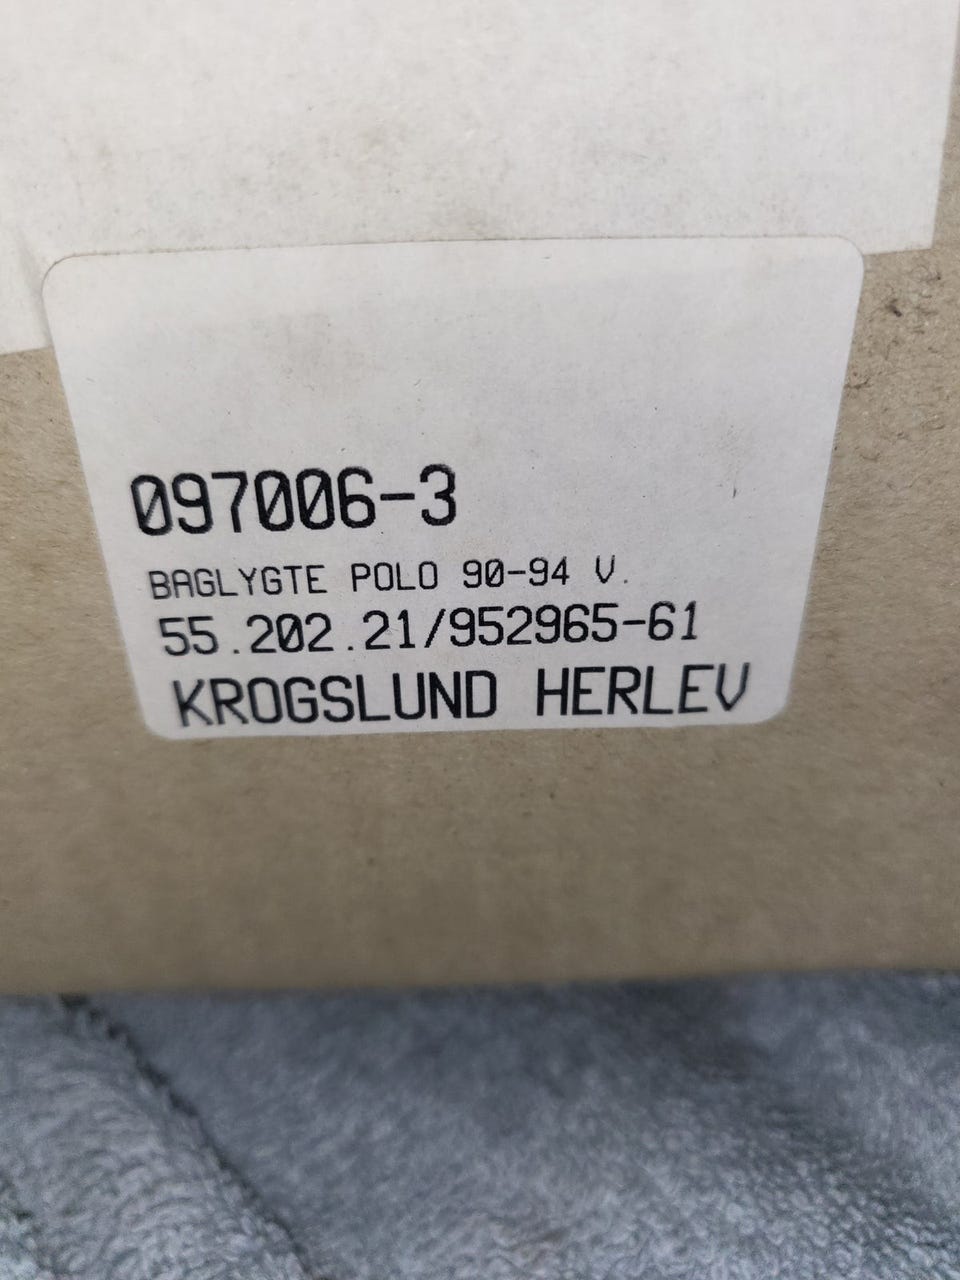 097006-3
BAGLYGTE POLO 90-94 V.
55.202.21/952965-61
KROGSLUND HERLEV